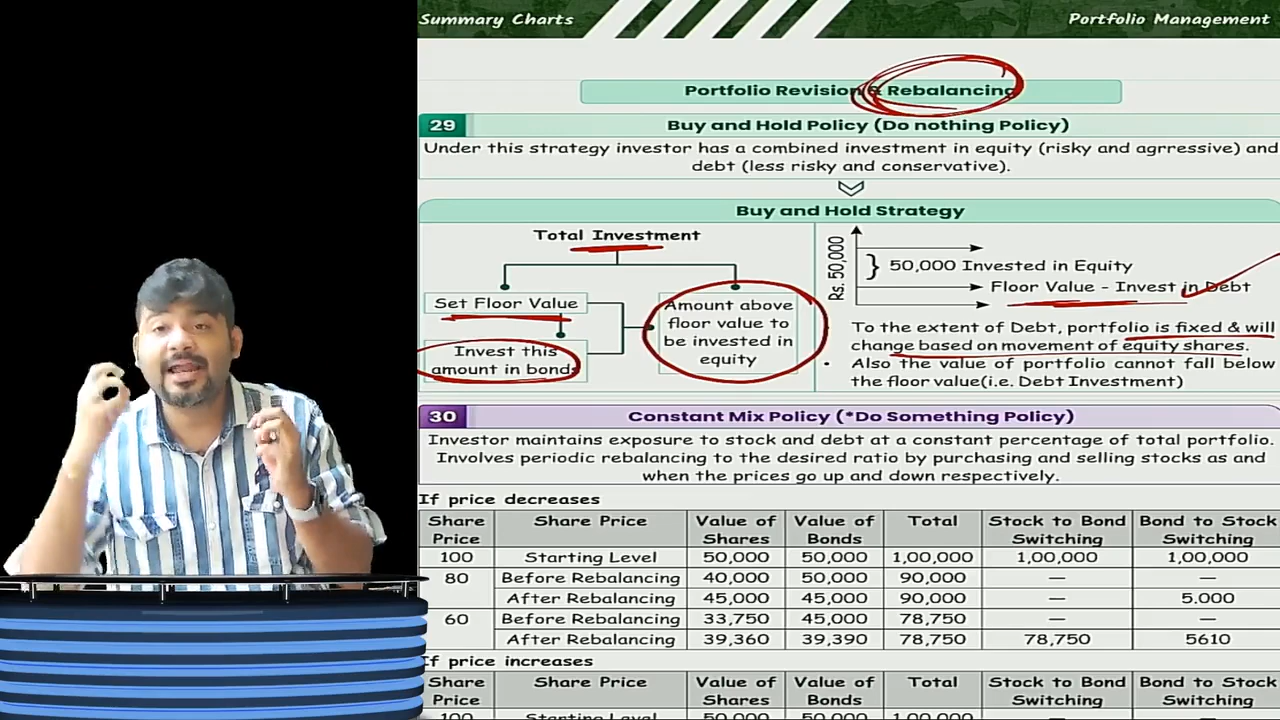 Summary Charts
Portfolio Management
Portfolio Revision & Rebalancing
29
Buy and Hold Policy (Do nothing Policy)
Under this strategy investor has a combined investment in equity (risky and agrressive) and
debt (less risky and conservative).
Buy and Hold Strategy
Total Investment
Set Floor Value
Invest this
amount in bonds
Amount above
floor value to
be invested in
equity
Rs. 50,000
50,000 Invested in Equity
Floor Value - Invest in Debt
To the extent of Debt, portfolio is fixed & will
change based on movement of equity shares.
• Also the value of portfolio cannot fall below
the floor value(i.e. Debt Investment)
30
Constant Mix Policy (*Do Something Policy)
Investor maintains exposure to stock and debt at a constant percentage of total portfolio.
Involves periodic rebalancing to the desired ratio by purchasing and selling stocks as and
when the prices go up and down respectively.
If price decreases
Share Price Share Price Value of Shares Value of Bonds Total Stock to Bond Switching Bond to Stock Switching
100 Starting Level 50,000 50,000 1,00,000 1,00,000 1,00,000
80 Before Rebalancing 40,000 50,000 90,000 — —
After Rebalancing 45,000 45,000 90,000 — 5.000
60 Before Rebalancing 33,750 45,000 78,750 — —
After Rebalancing 39,360 39,390 78,750 78,750 5610
If price increases
Share Price Share Price Value of Shares Value of Bonds Total Stock to Bond Switching Bond to Stock Switching
100 Starting Level 50,000 50,000 1,00,000 — —